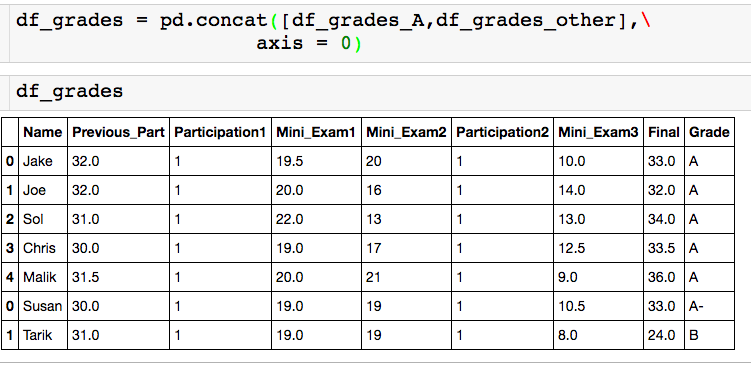 df_grades = pd.concat([df_grades_A,df_grades_other],\
axis = 0)
df_grades
Name Previous_Part Participation1 Mini_Exam1 Mini_Exam2 Participation2 Mini_Exam3 Final Grade
0 Jake 32.0 1 19.5 20 1 10.0 33.0 A
1 Joe 32.0 1 20.0 16 1 14.0 32.0 A
2 Sol 31.0 1 22.0 13 1 13.0 34.0 A
3 Chris 30.0 1 19.0 17 1 12.5 33.5 A
4 Malik 31.5 1 20.0 21 1 9.0 36.0 A
0 Susan 30.0 1 19.0 19 1 10.5 33.0 A-
1 Tarik 31.0 1 19.0 19 1 8.0 24.0 B